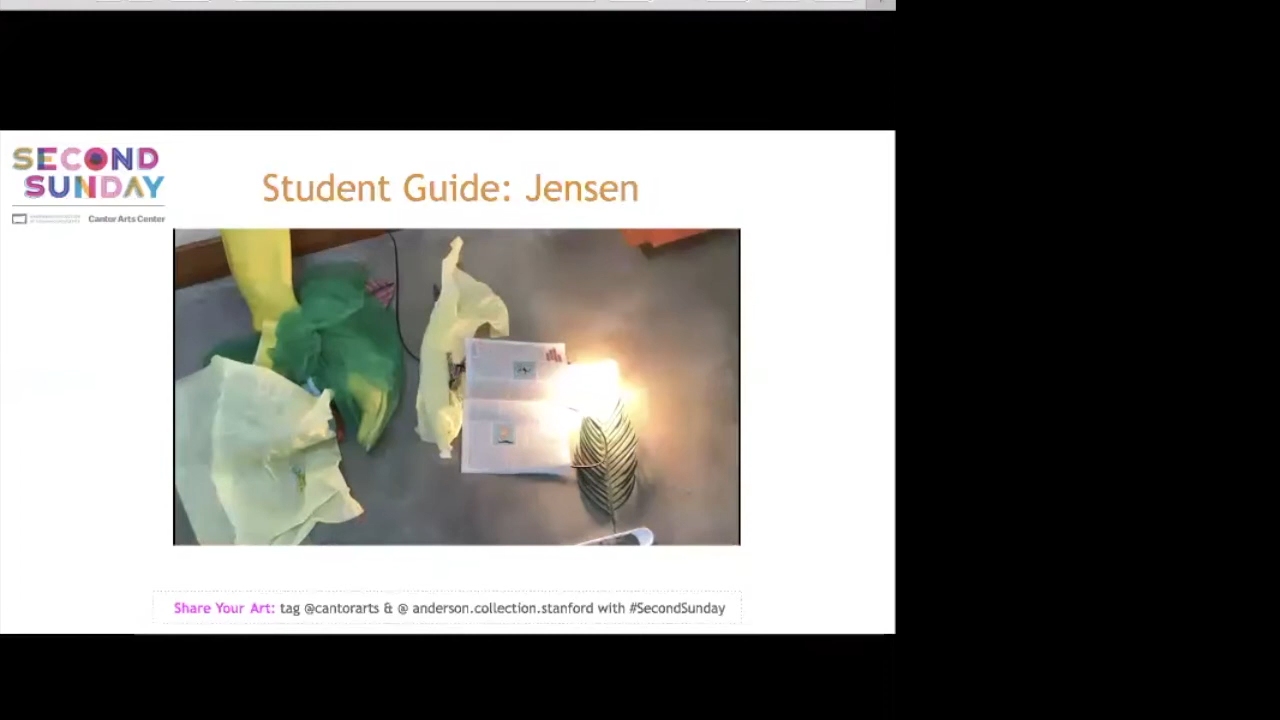 SECOND
SUNDAY
Cantor Arts Center
Student Guide: Jensen
Share Your Art: tag @cantorarts & @ anderson.collection.stanford with #SecondSunday